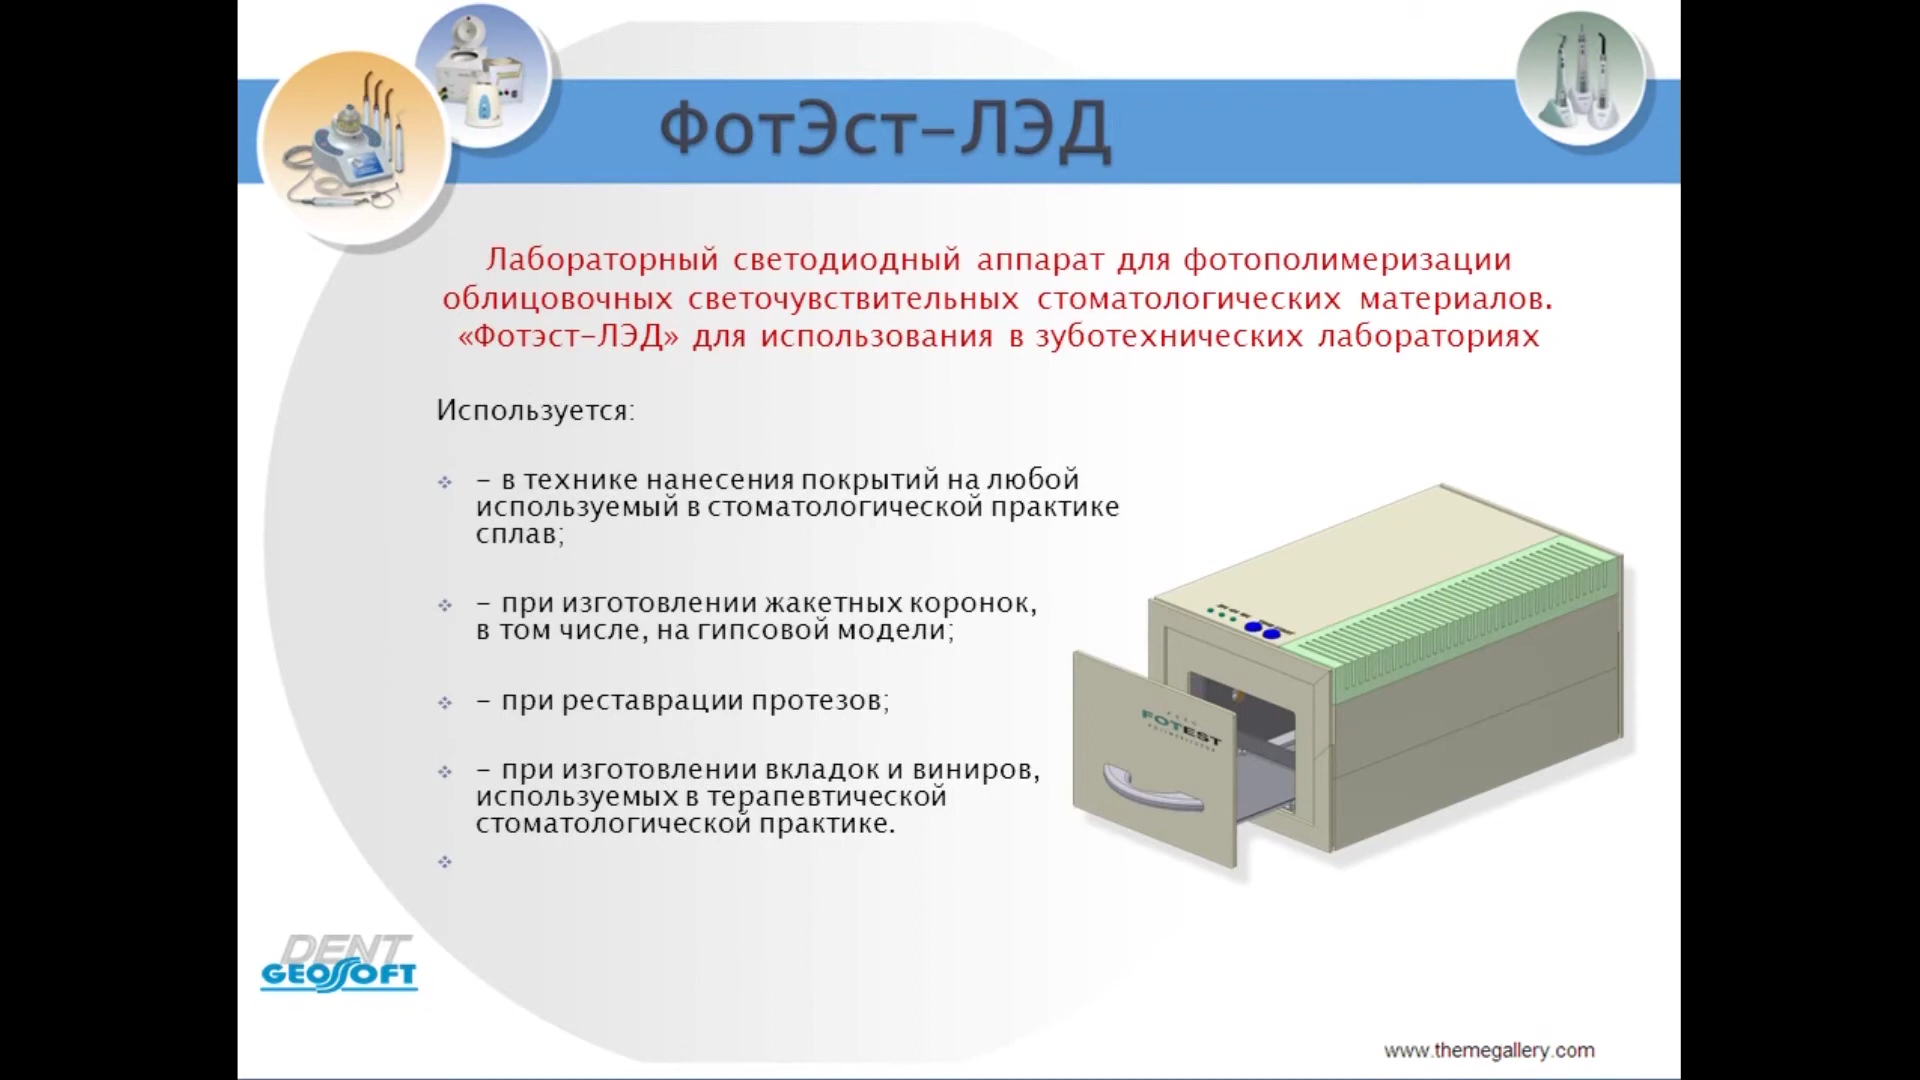 ФотЭст-ЛЭД
Лабораторный светодиодный аппарат для фотополимеризации
облицовочных светочувствительных стоматологических материалов.
«Фотэст-ЛЭД» для использования в зуботехнических лабораториях
Используется:
- в технике нанесения покрытий на любой
используемый в стоматологической практике
сплав;
- при изготовлении жакетных коронок,
в том числе, на гипсовой модели;
- при реставрации протезов;
- при изготовлении вкладок и виниров,
используемых в терапевтической
стоматологической практике.
FOTEST
DENT
GEOSOFT
www.themegallery.com